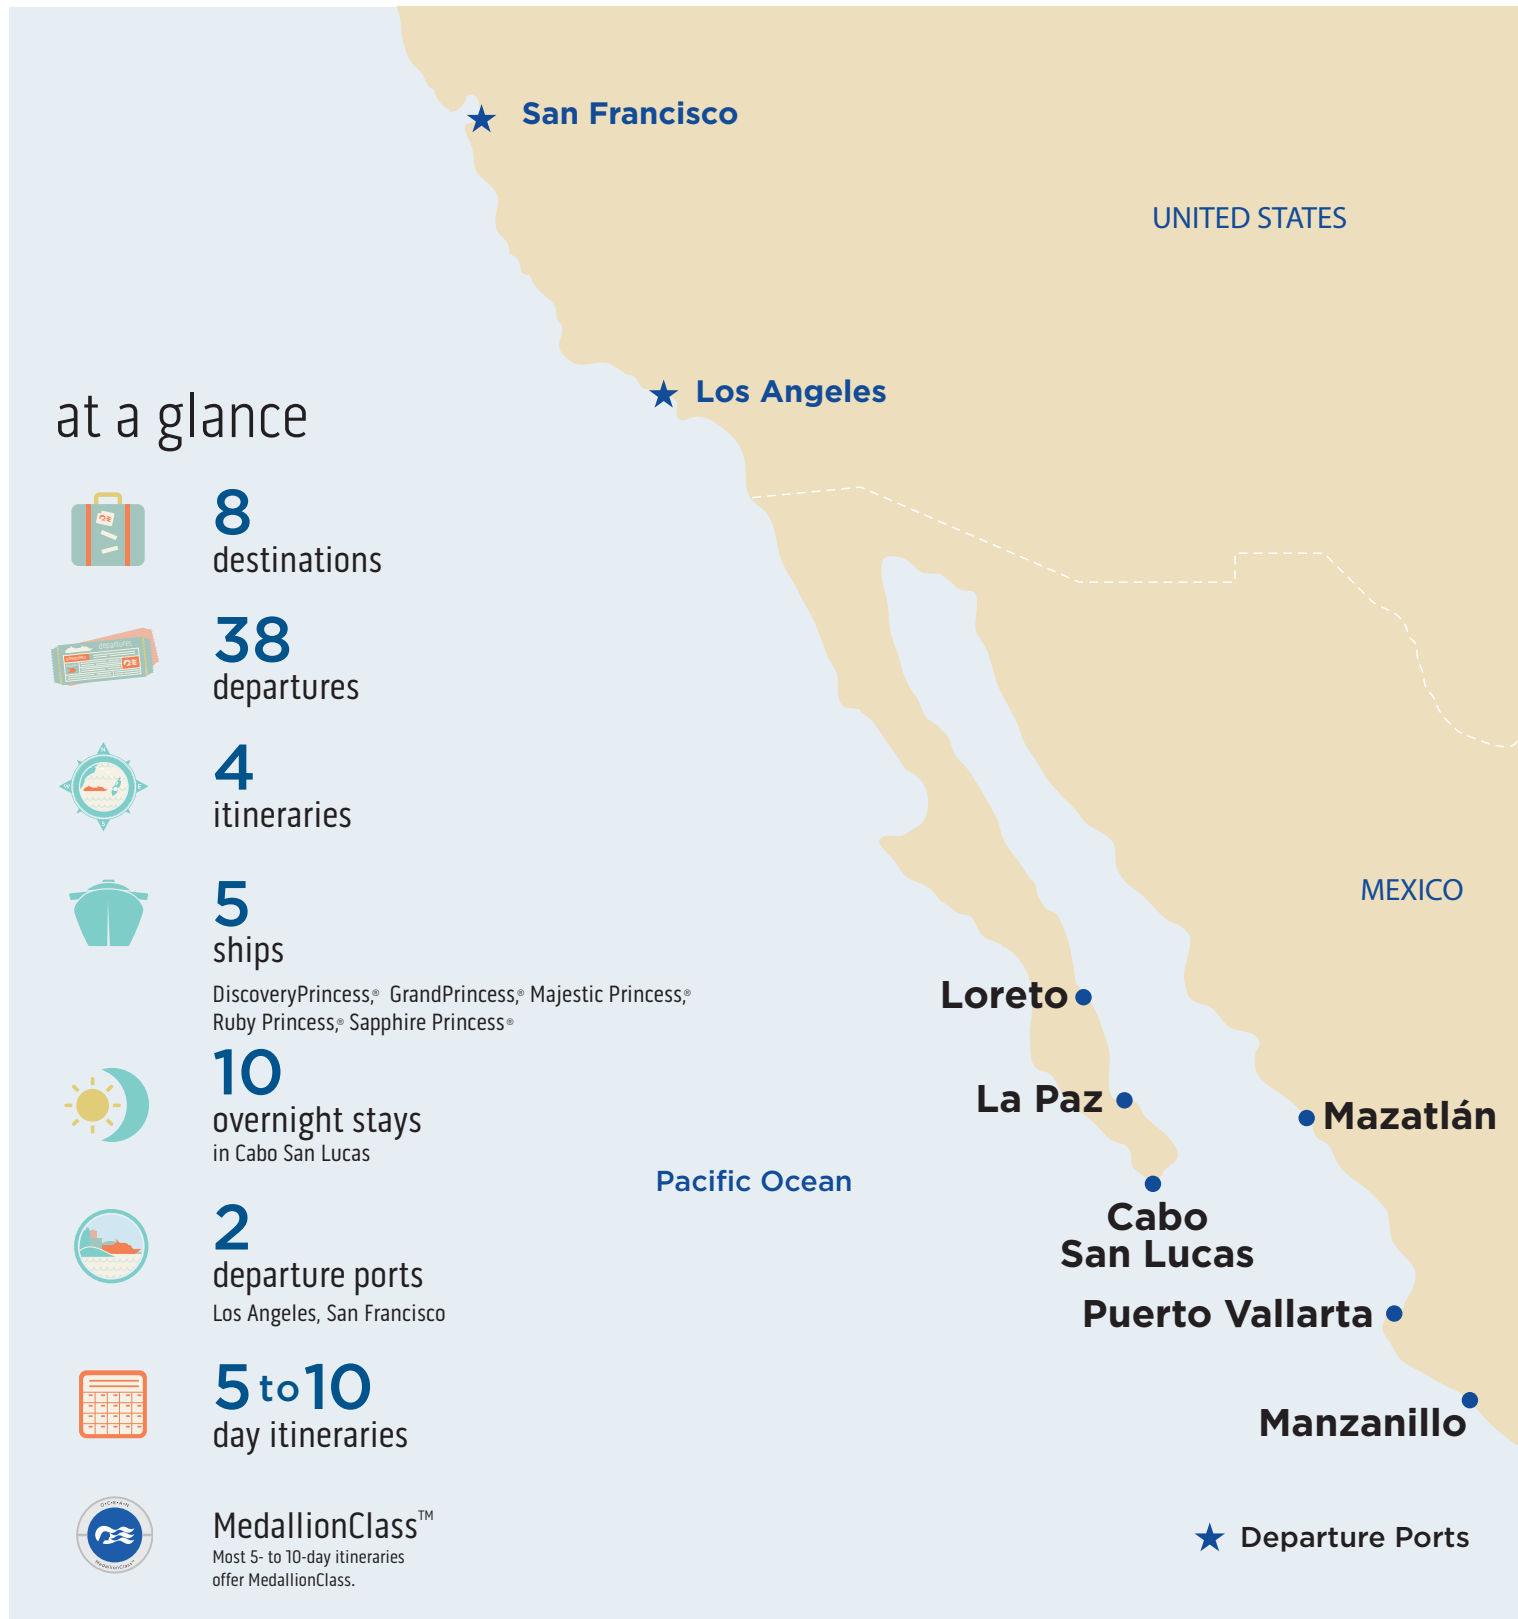 San Francisco
UNITED STATES
Los Angeles
at a glance
8
destinations
38
departures
departures
4
itineraries
N
W
E
S
5
ships
DiscoveryPrincess,® GrandPrincess,® Majestic Princess,®
Ruby Princess,® Sapphire Princess®
10
overnight stays
in Cabo San Lucas
2
departure ports
Los Angeles, San Francisco
5 to 10
day itineraries
O•C•E•A•N
MedallionClass™
MedallionClass™
Most 5- to 10-day itineraries
offer MedallionClass.
MEXICO
Loreto
La Paz
Mazatlán
Pacific Ocean
Cabo
San Lucas
Puerto Vallarta
Manzanillo
Departure Ports